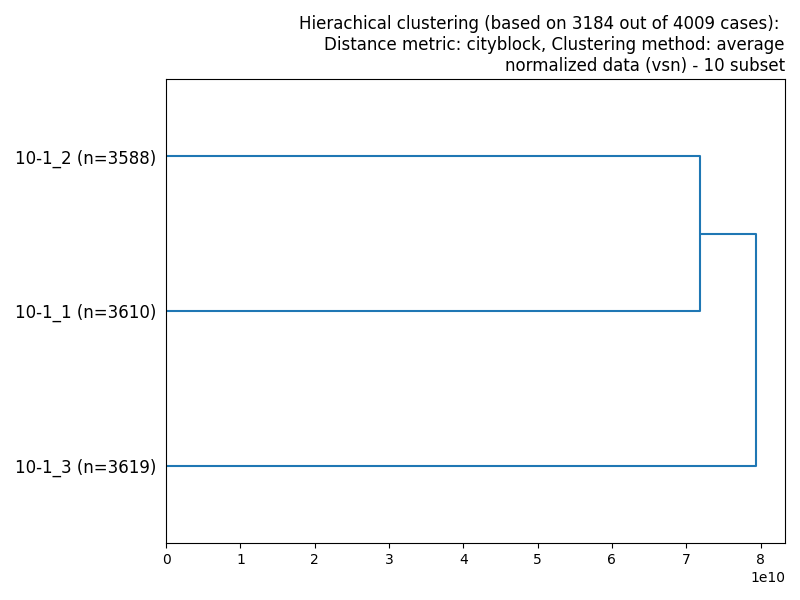 Hierachical clustering (based on 3184 out of 4009 cases):
Distance metric: cityblock, Clustering method: average
normalized data (vsn) - 10 subset
10-1_2 (n=3588)
10-1_1 (n=3610)
10-1_3 (n=3619)
0 1 2 3 4 5 6 7 8
1e10